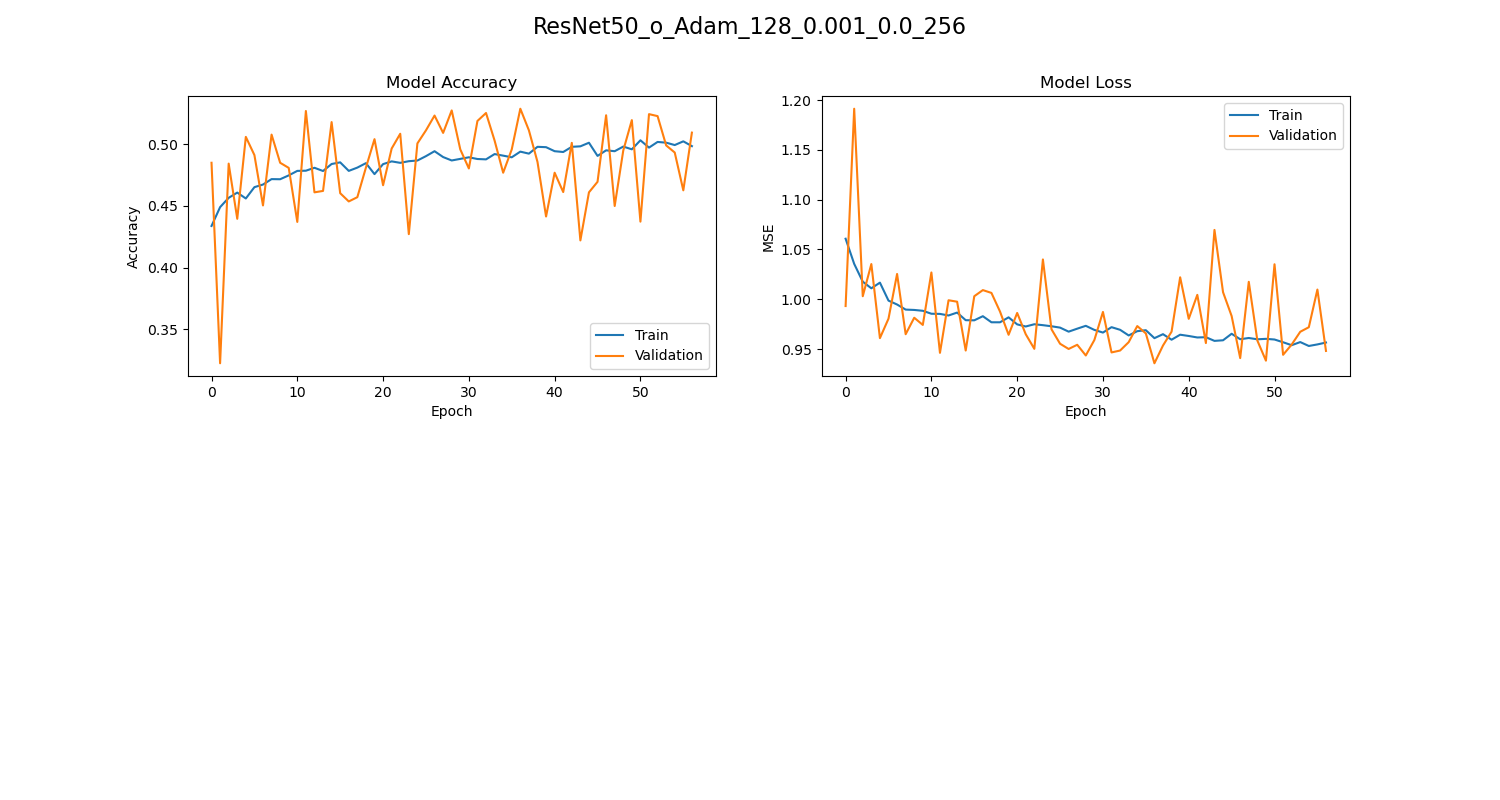 ResNet50_o_Adam_128_0.001_0.0_256
Model Accuracy
Accuracy
0.50
0.45
0.40
0.35
0
10
20
30
40
50
Epoch
Train
Validation
Model Loss
MSE
1.20
1.15
1.10
1.05
1.00
0.95
0
10
20
30
40
50
Epoch
Train
Validation